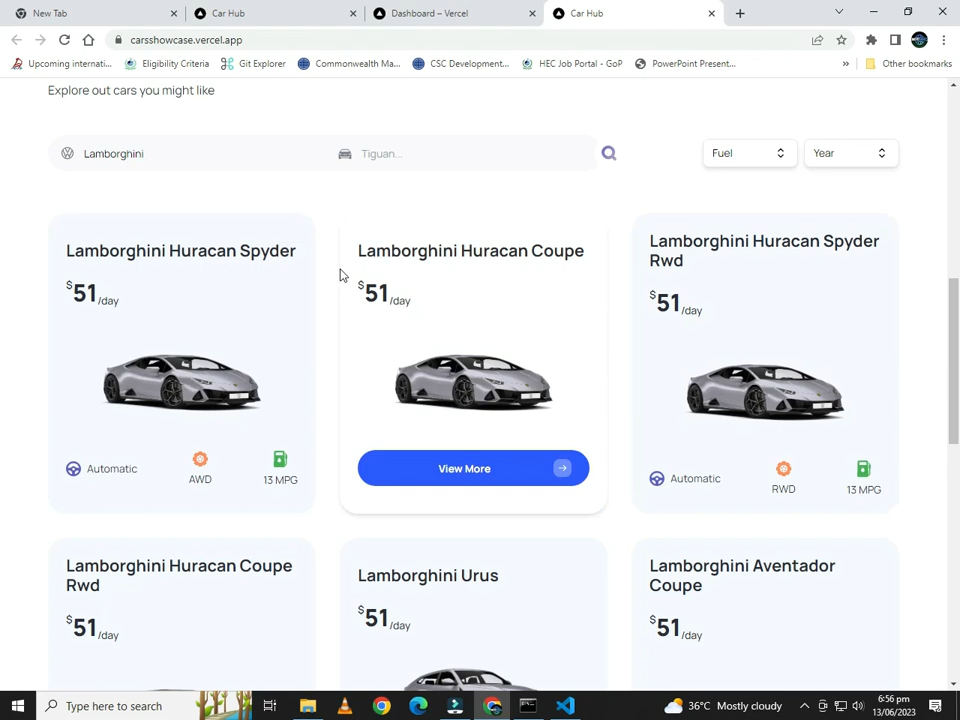 New Tab
Car Hub
Dashboard – Vercel
Car Hub
carsshowcase.vercel.app
Upcoming internati...
Eligibility Criteria
Git Explorer
Commonwealth Ma...
CSC Development...
HEC Job Portal - GoP
PowerPoint Present...
»
Other bookmarks
Explore out cars you might like
Lamborghini
Tiguan...
Fuel
Year
Lamborghini Huracan Spyder
$51/day
Automatic
AWD
13 MPG
Lamborghini Huracan Coupe
$51/day
View More
Lamborghini Huracan Spyder
Rwd
$51/day
Automatic
RWD
13 MPG
Lamborghini Huracan Coupe
Rwd
$51/day
Lamborghini Urus
$51/day
Lamborghini Aventador
Coupe
$51/day
Type here to search
36°C Mostly cloudy
6:56 pm
13/06/2023